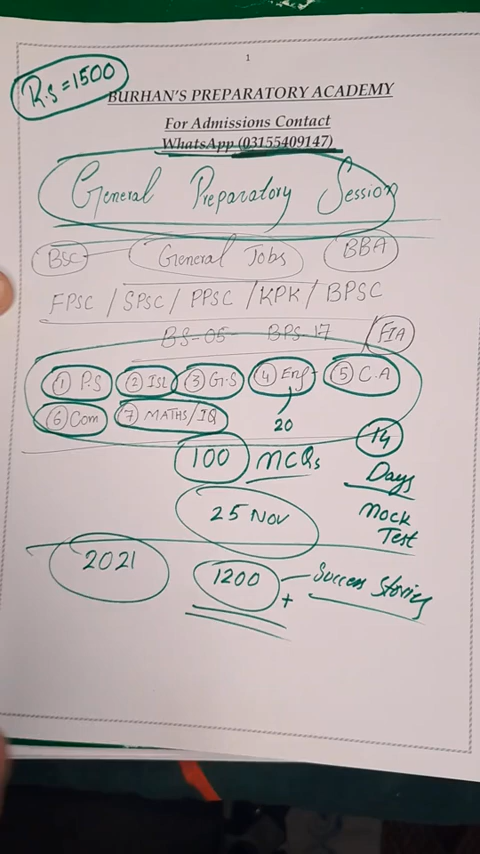 1
R.s = 1500
BURHAN'S PREPARATORY ACADEMY
For Admissions Contact
WhatsApp (03155409147)
General Preparatory Session
BSC General Jobs BBA
FPSC / SPSC / PPSC / KPK / BPSC
BS-05 BPS-17 FIA
1 P.S 2 ISL 3 G.S 4 Eng 5 C.A
6 Com 7 MATHS/IQ
20
14
100 MCQs
Days
25 Nov
Mock
Test
2021
1200 + Success Stories